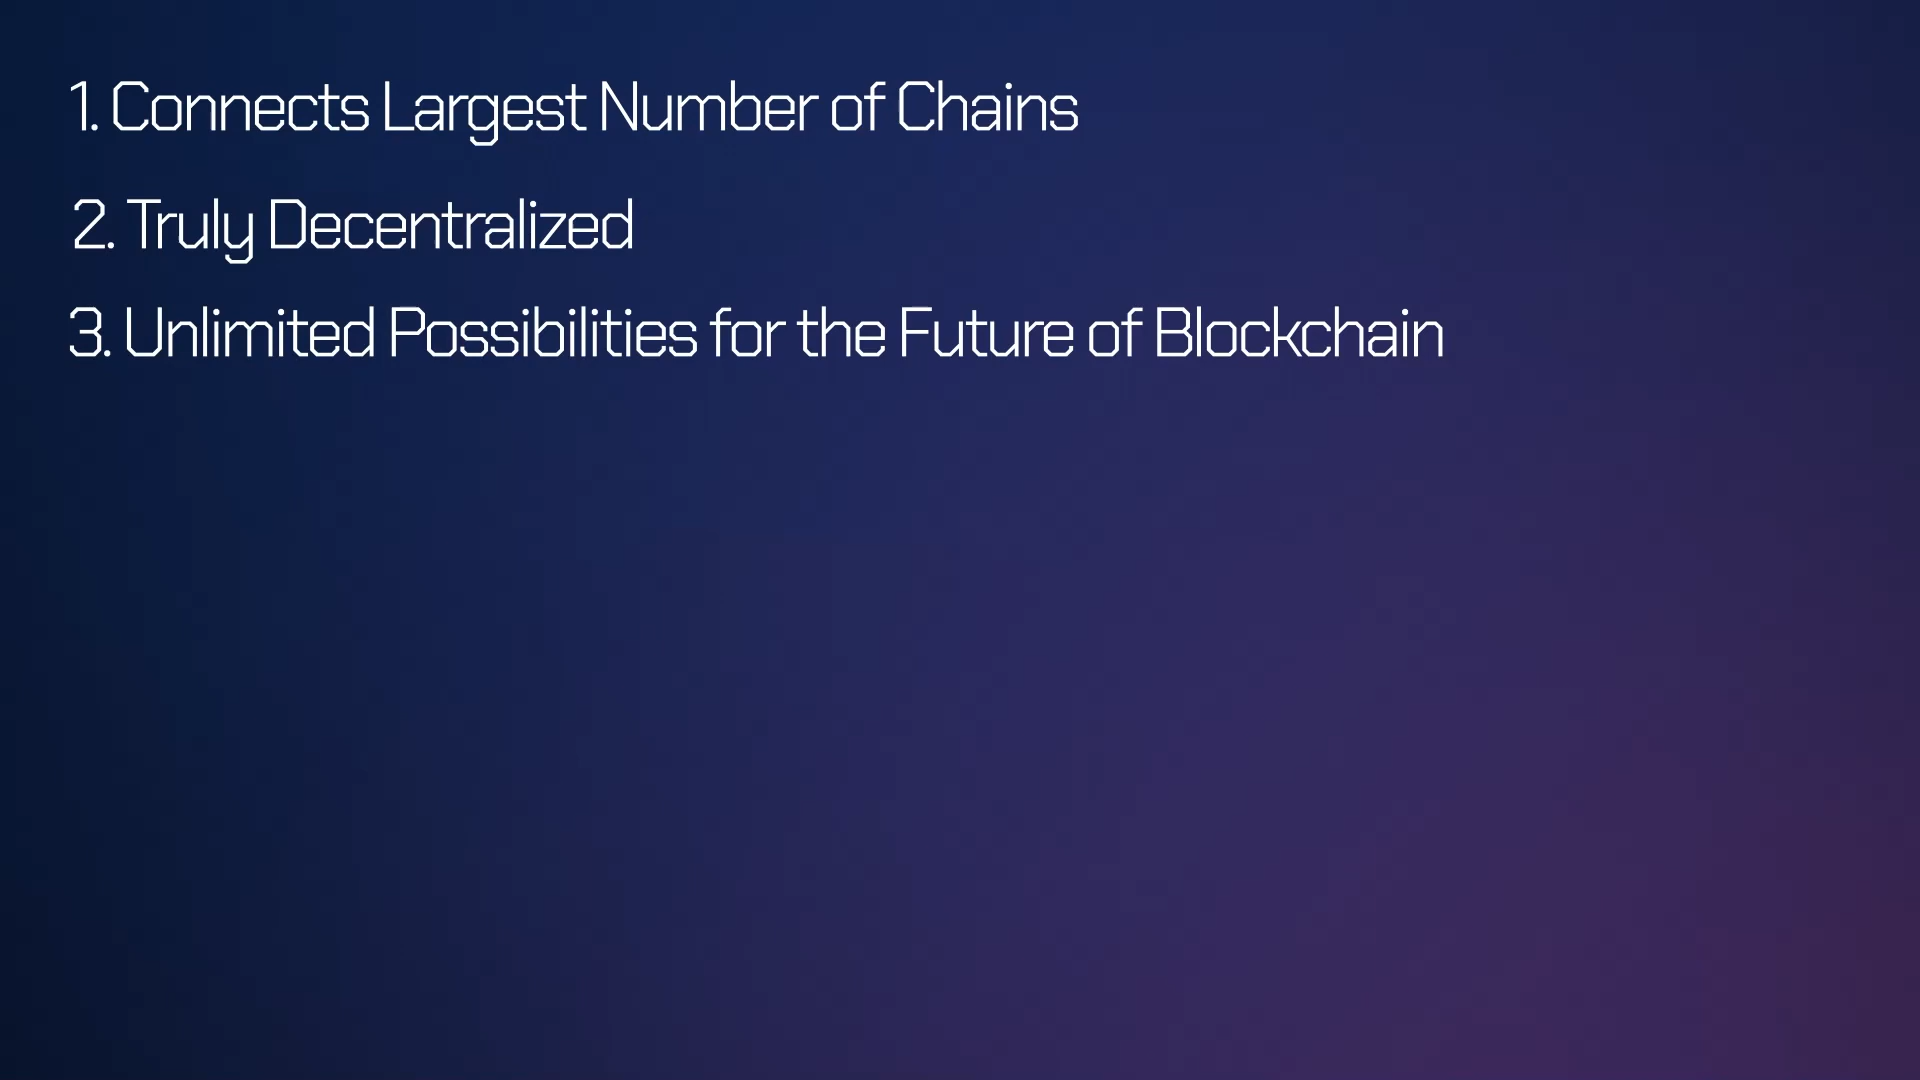 1. Connects Largest Number of Chains
2. Truly Decentralized
3. Unlimited Possibilities for the Future of Blockchain